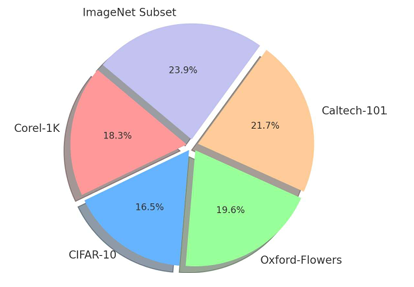 ImageNet Subset
23.9%
Caltech-101
21.7%
Corel-1K
18.3%
16.5%
CIFAR-10
19.6%
Oxford-Flowers